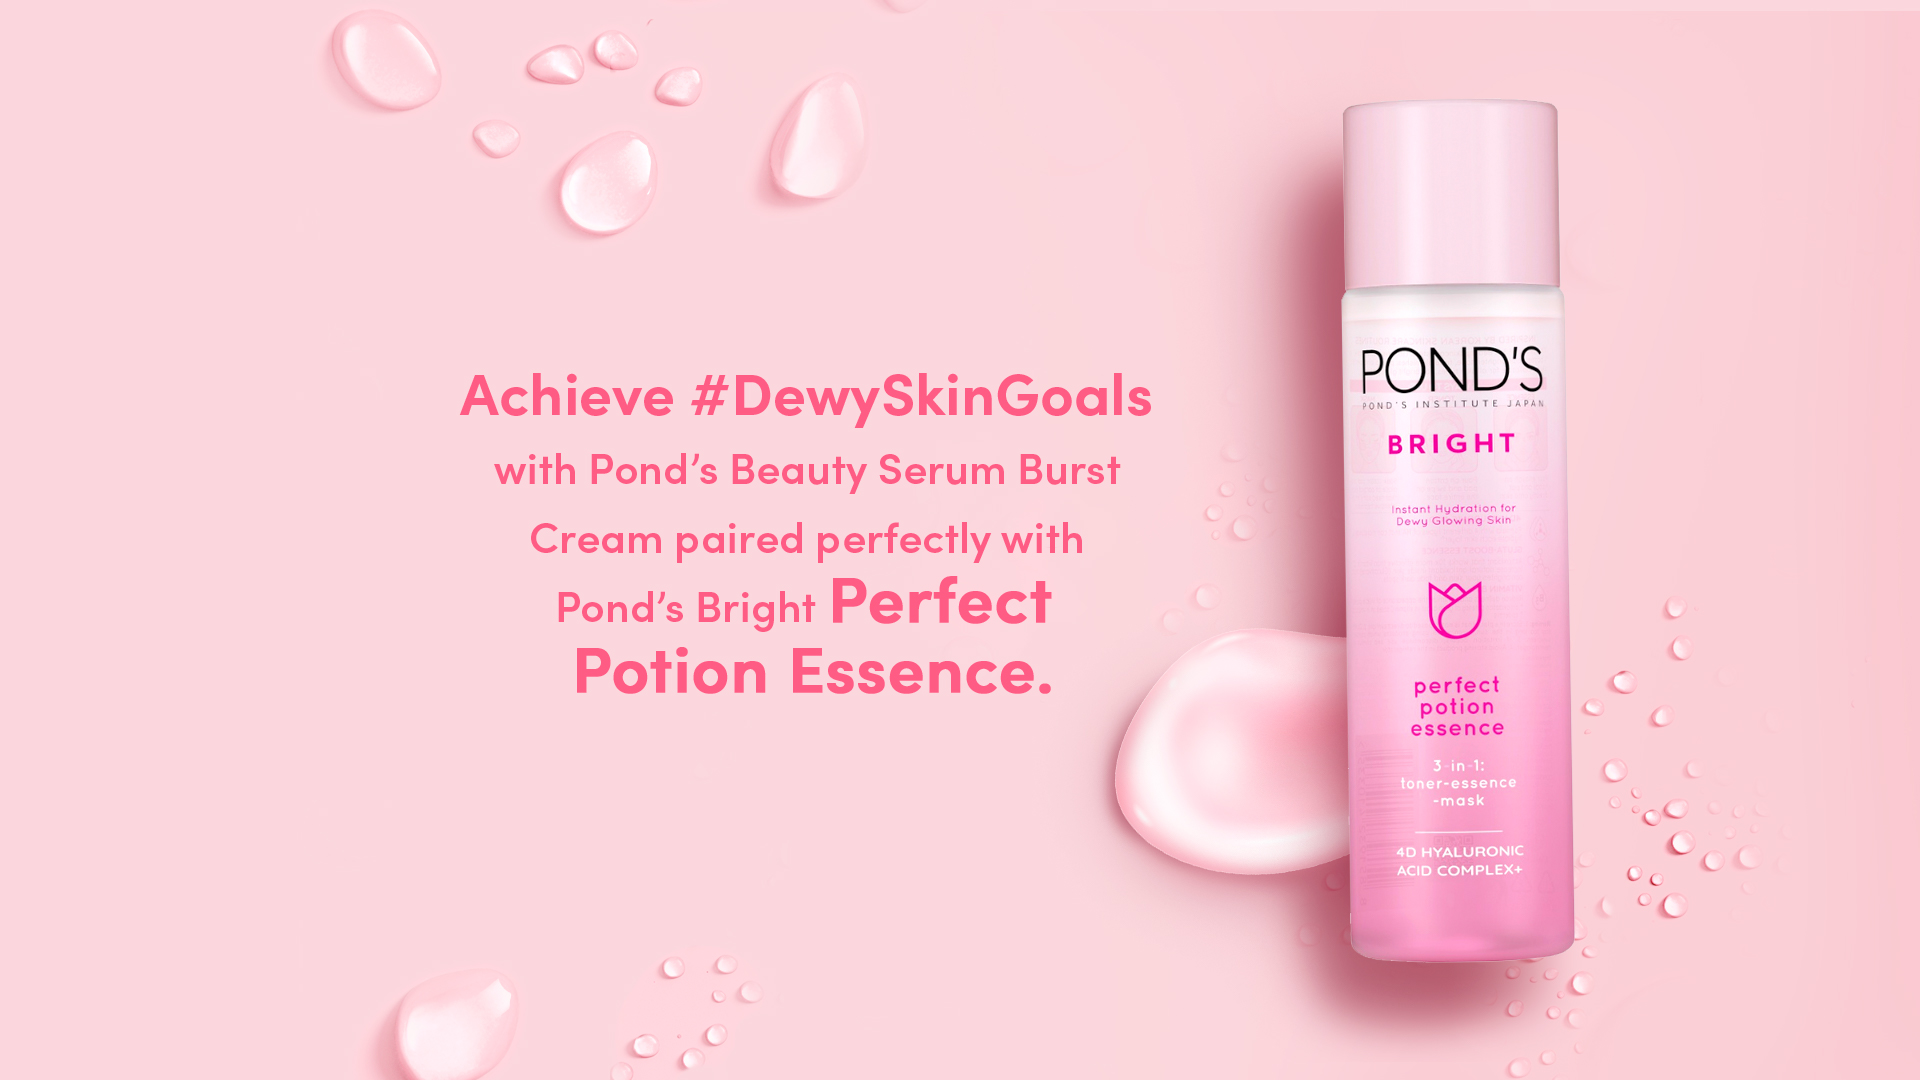 Achieve #DewySkinGoals
with Pond’s Beauty Serum Burst
Cream paired perfectly with
Pond’s Bright Perfect
Potion Essence.
POND'S
POND'S INSTITUTE JAPAN
BRIGHT
Instant Hydration for
Dewy Glowing Skin
perfect
potion
essence
3-in-1:
toner-essence
-mask
4D HYALURONIC
ACID COMPLEX+